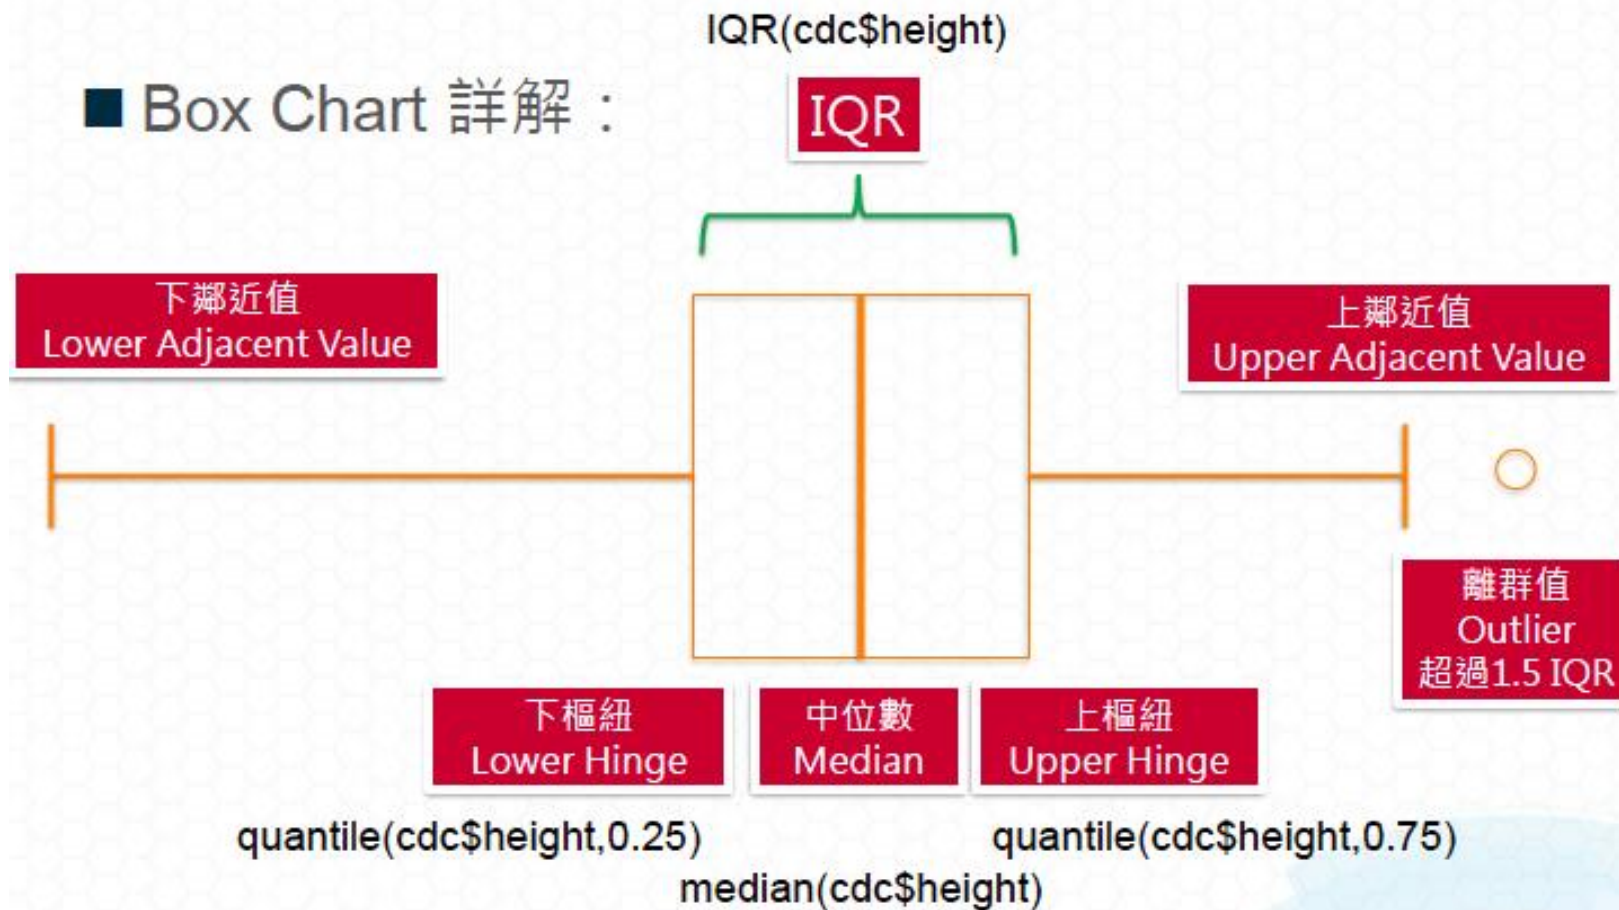 IQR(cdc$height)
■ Box Chart 詳解：
IQR
下鄰近值
Lower Adjacent Value
上鄰近值
Upper Adjacent Value
離群值
Outlier
超過1.5 IQR
下樞紐
Lower Hinge
中位數
Median
上樞紐
Upper Hinge
quantile(cdc$height,0.25)
quantile(cdc$height,0.75)
median(cdc$height)